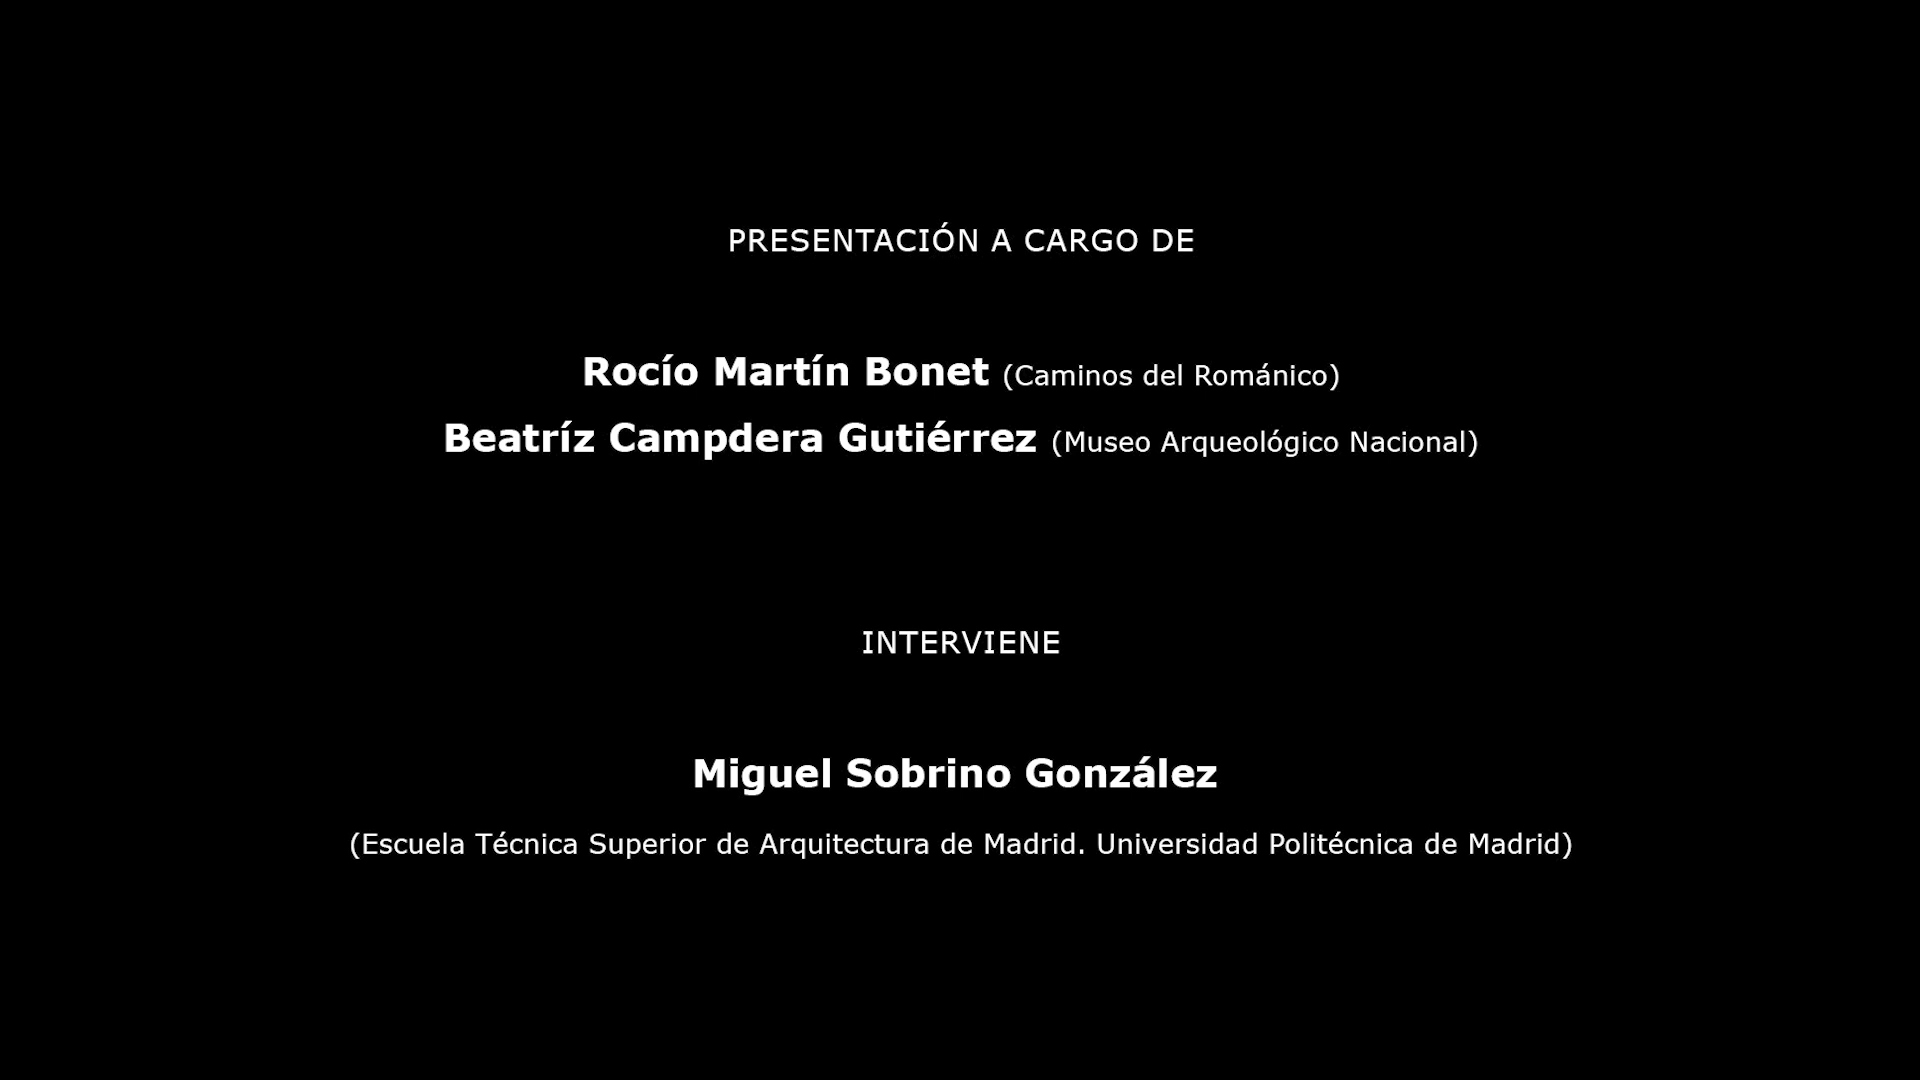 PRESENTACIÓN A CARGO DE
Rocío Martín Bonet (Caminos del Románico)
Beatríz Campdera Gutiérrez (Museo Arqueológico Nacional)
INTERVIENE
Miguel Sobrino González
(Escuela Técnica Superior de Arquitectura de Madrid. Universidad Politécnica de Madrid)